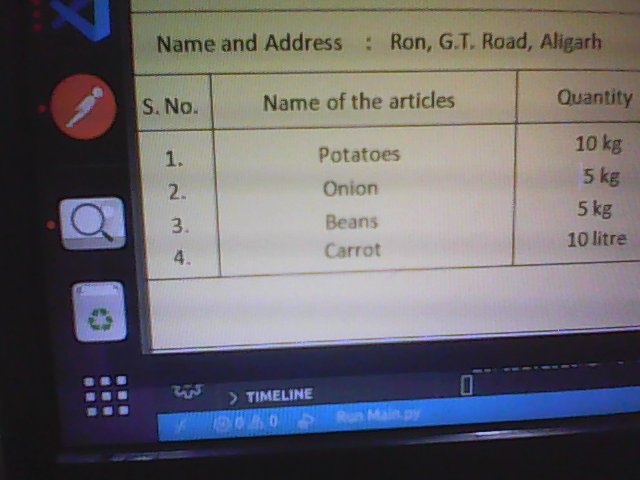 Name and Address : Ron, G.T. Road, Aligarh
S. No. Name of the articles Quantity
1. Potatoes 10 kg
2. Onion 5 kg
3. Beans 5 kg
4. Carrot 10 litre
> TIMELINE
0 0 Run Main.py